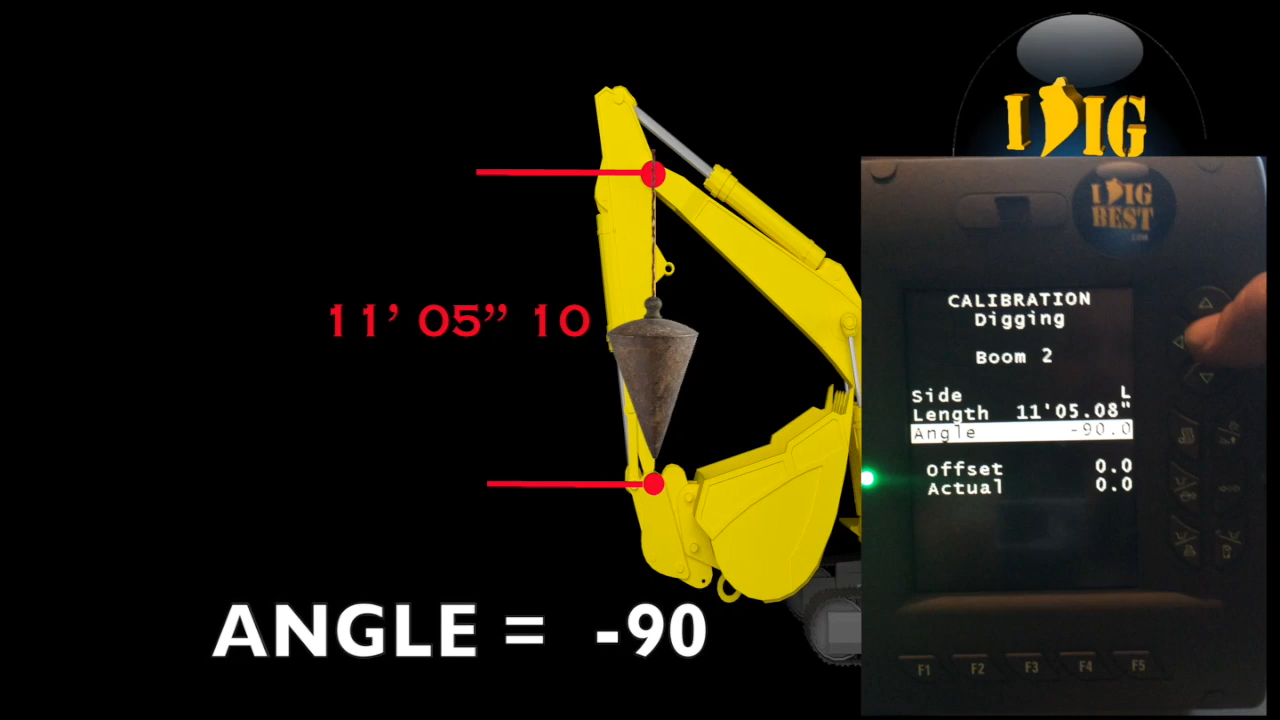 I DIG
I DIG
BEST
.COM
CALIBRATION
Digging
Boom 2
Side L
Length 11'05.08"
Angle -90.0
Offset 0.0
Actual 0.0
11' 05" 10
ANGLE = -90
F1 F2 F3 F4 F5